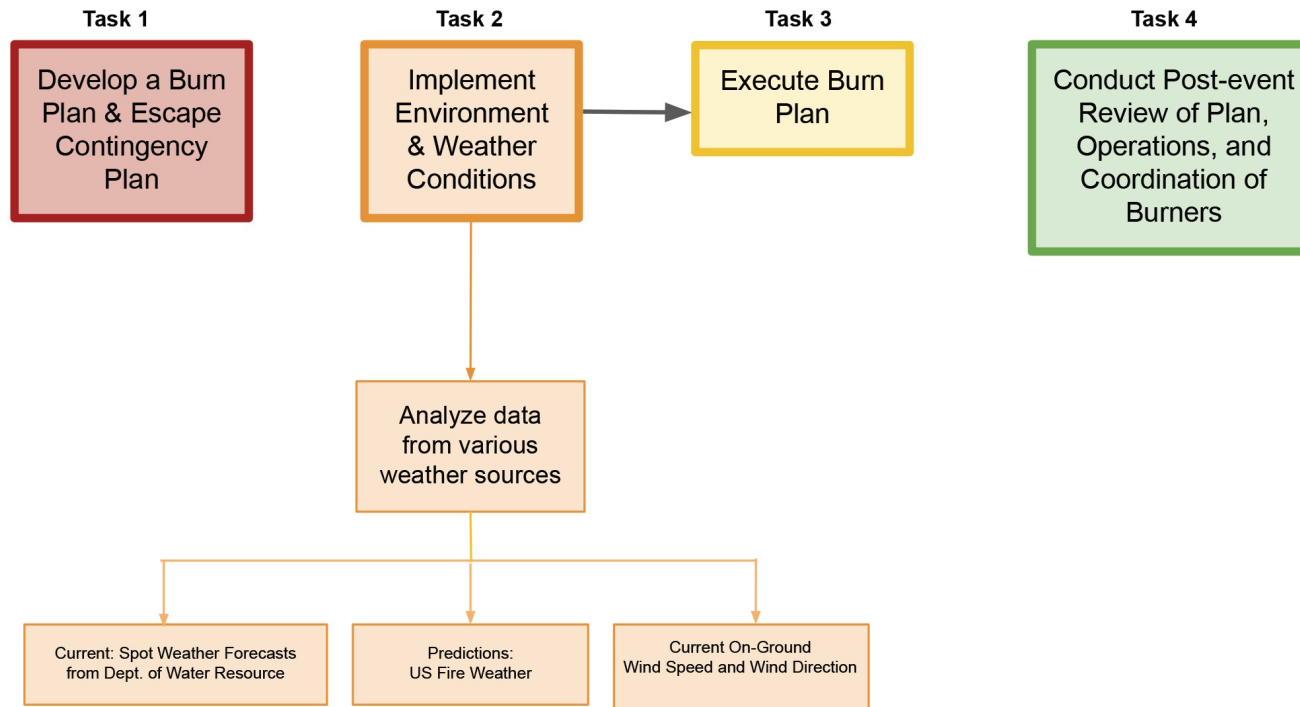 Task 1
Task 2
Task 3
Task 4
Develop a Burn
Plan & Escape
Contingency
Plan
Implement
Environment
& Weather
Conditions
Execute Burn
Plan
Conduct Post-event
Review of Plan,
Operations, and
Coordination of
Burners
Analyze data
from various
weather sources
Current: Spot Weather Forecasts
from Dept. of Water Resource
Predictions:
US Fire Weather
Current On-Ground
Wind Speed and Wind Direction